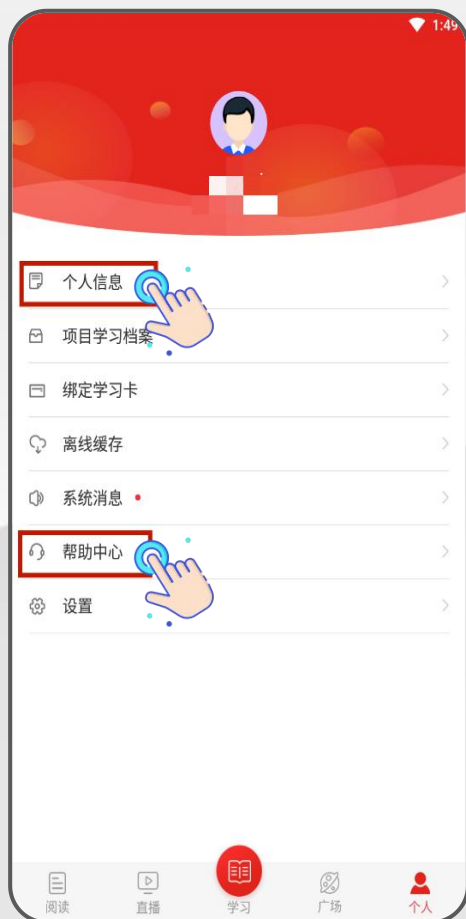 1:49
个人信息
项目学习档案
绑定学习卡
离线缓存
系统消息
帮助中心
设置
阅读
直播
学习
广场
个人